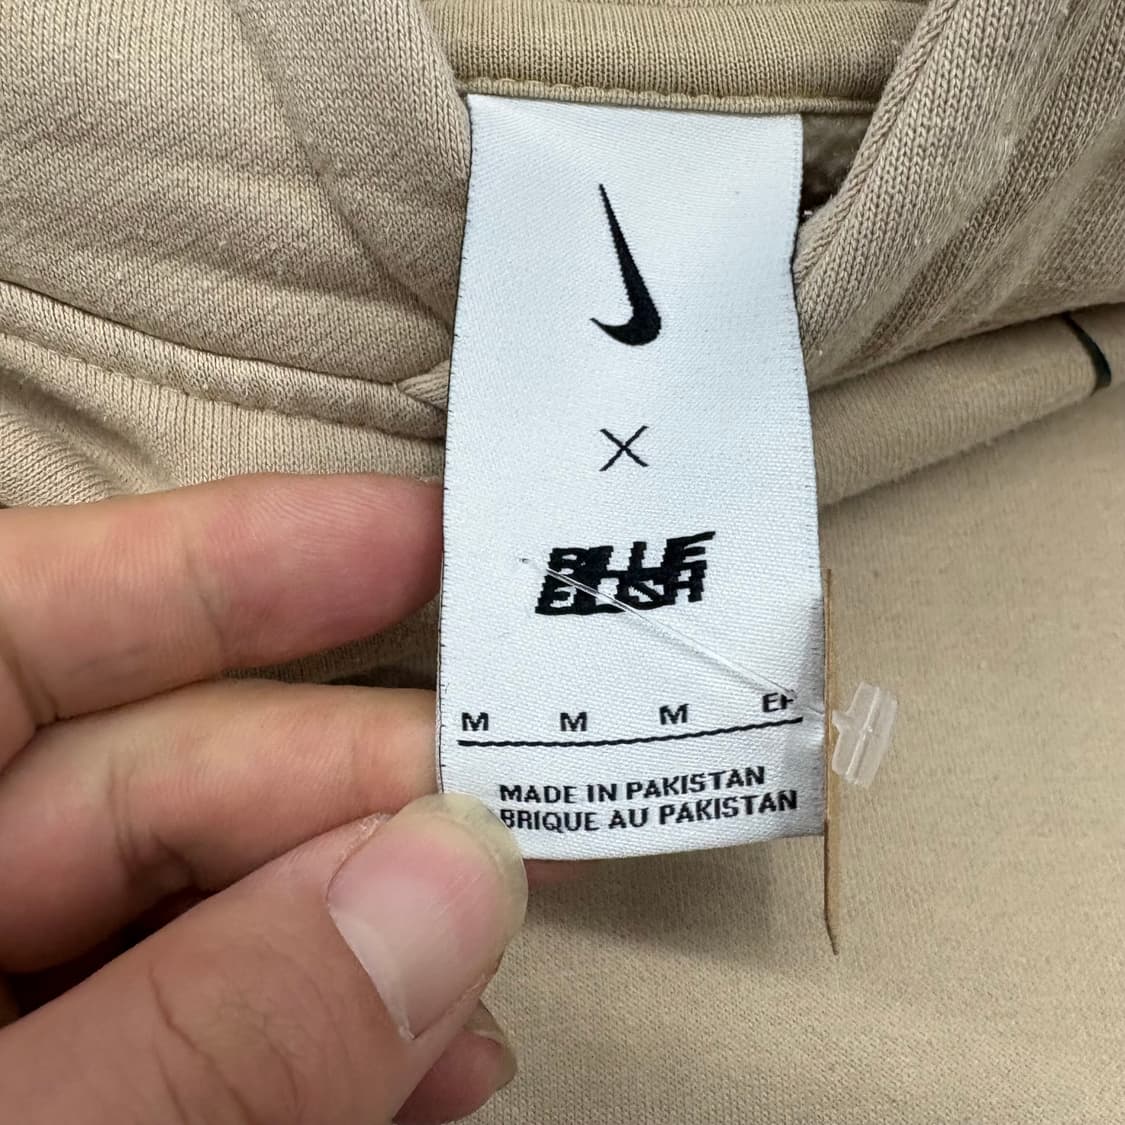 X
BILLIE
EILISH
M M M
MADE IN PAKISTAN
BRIQUE AU PAKISTAN